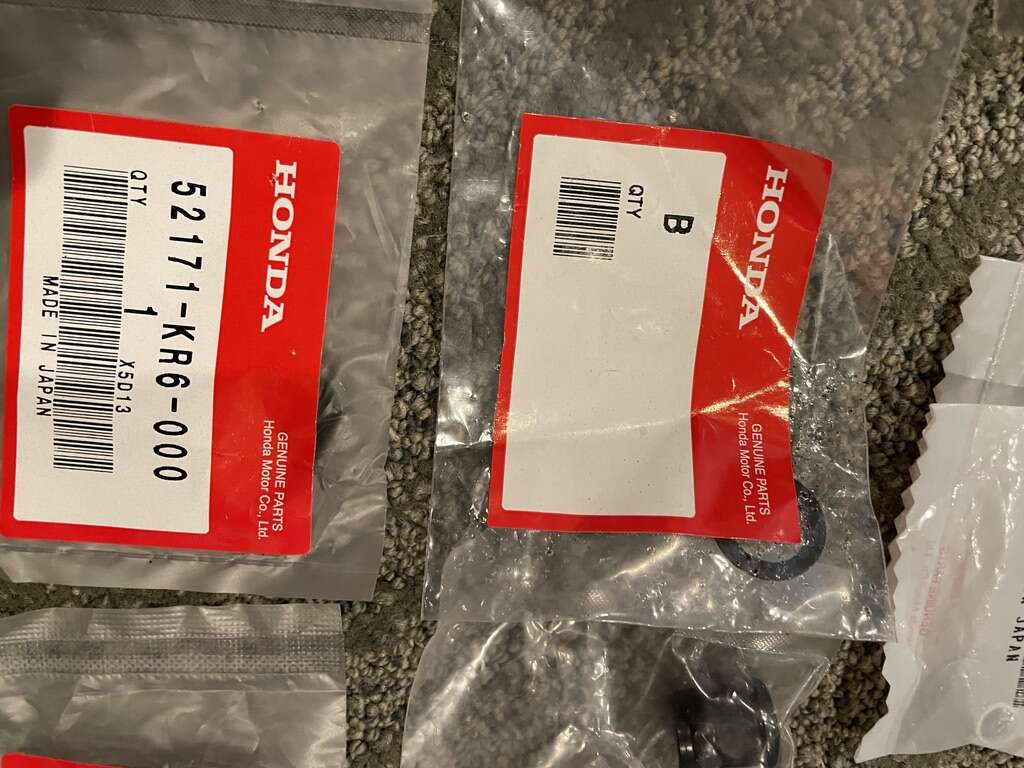 HONDA
GENUINE PARTS
Honda Motor Co., Ltd.
52171-KR6-000
QTY 1 X5D13
MADE IN JAPAN
HONDA
GENUINE PARTS
Honda Motor Co., Ltd.
B
QTY
JAPAN